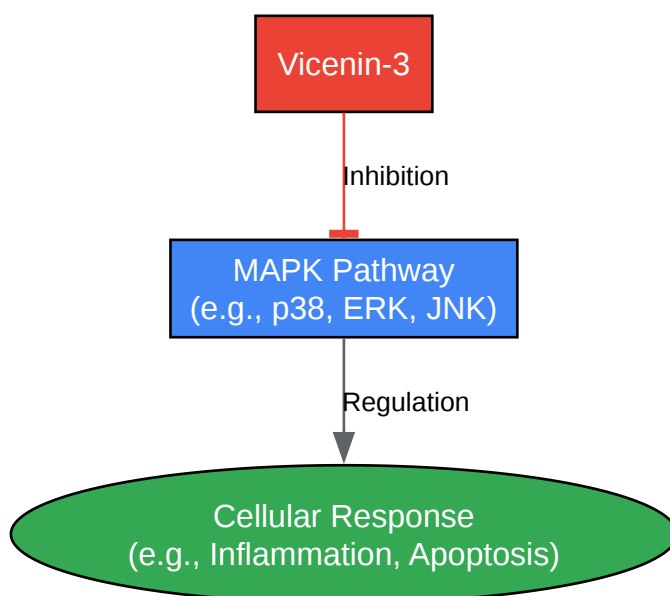 Vicenin-3
Inhibition
MAPK Pathway
(e.g., p38, ERK, JNK)
Regulation
Cellular Response
(e.g., Inflammation, Apoptosis)